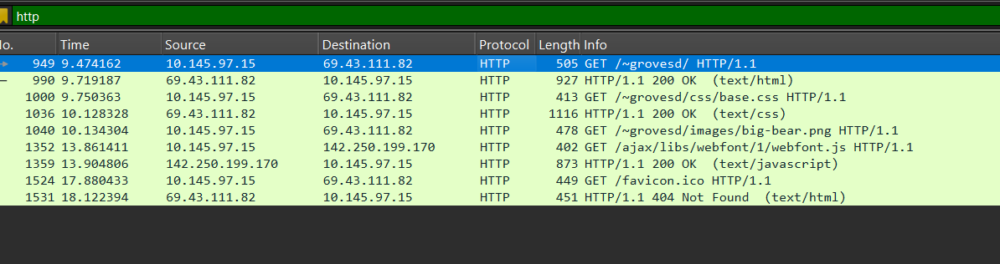 http
No. Time Source Destination Protocol Length Info
949 9.474162 10.145.97.15 69.43.111.82 HTTP 505 GET /~grovesd/ HTTP/1.1
990 9.719187 69.43.111.82 10.145.97.15 HTTP 927 HTTP/1.1 200 OK (text/html)
1000 9.750363 10.145.97.15 69.43.111.82 HTTP 413 GET /~grovesd/css/base.css HTTP/1.1
1036 10.128328 69.43.111.82 10.145.97.15 HTTP 1116 HTTP/1.1 200 OK (text/css)
1040 10.134304 10.145.97.15 69.43.111.82 HTTP 478 GET /~grovesd/images/big-bear.png HTTP/1.1
1352 13.861411 10.145.97.15 142.250.199.170 HTTP 402 GET /ajax/libs/webfont/1/webfont.js HTTP/1.1
1359 13.904806 142.250.199.170 10.145.97.15 HTTP 873 HTTP/1.1 200 OK (text/javascript)
1524 17.880433 10.145.97.15 69.43.111.82 HTTP 449 GET /favicon.ico HTTP/1.1
1531 18.122394 69.43.111.82 10.145.97.15 HTTP 451 HTTP/1.1 404 Not Found (text/html)